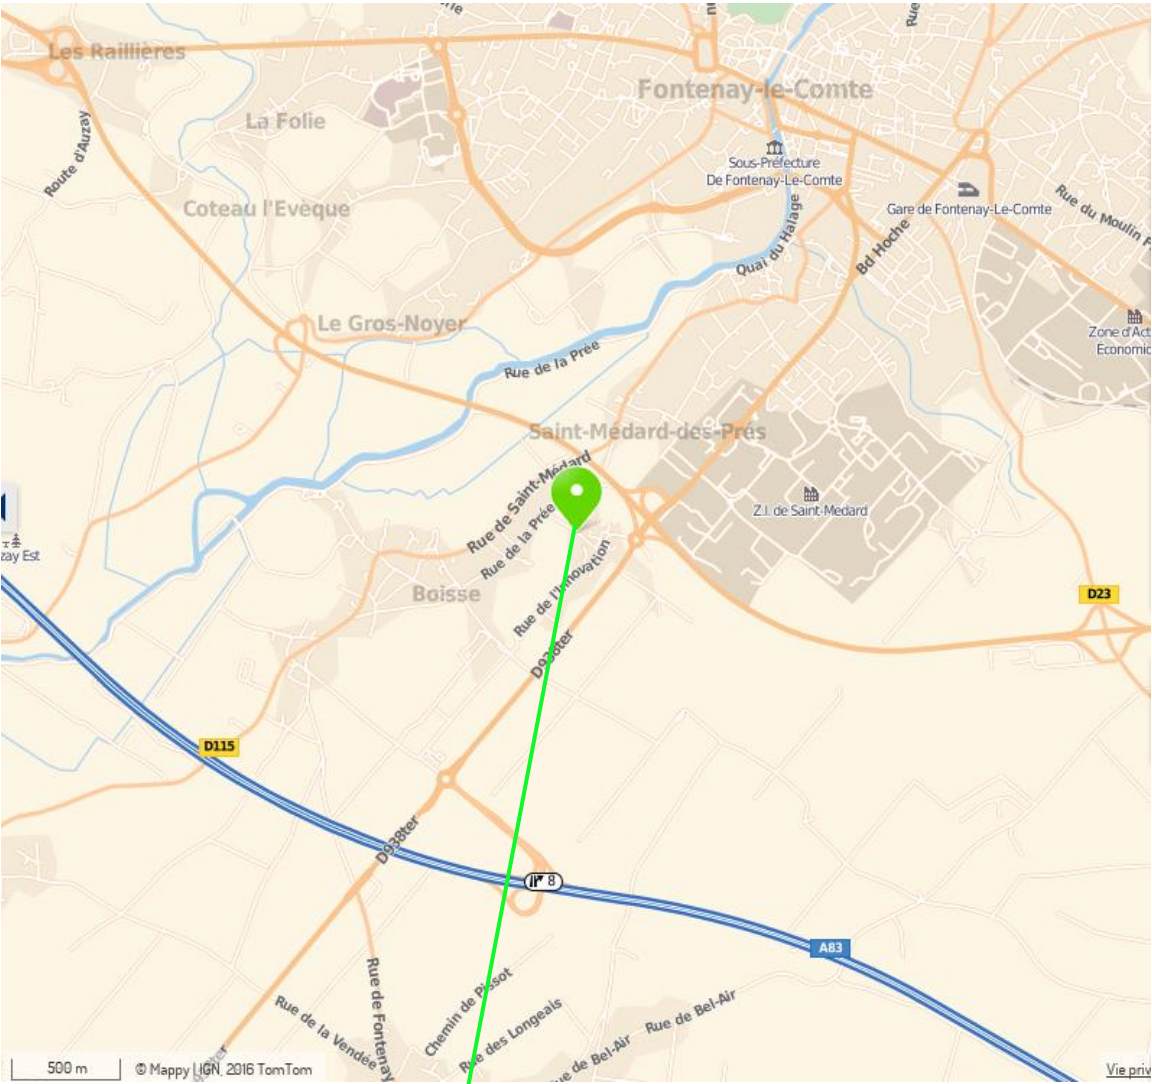 Les Raillières
Fontenay-le-Comte
Route d'Auzay
La Folie
Sous-Préfecture
De Fontenay-Le-Comte
Gare de Fontenay-Le-Comte
Rue du Moulin
Coteau l'Evèque
Quai du Halage
Bd Hoche
Le Gros-Noyer
Zone d'Act
Économic
Rue de la Prée
Saint-Médard-des-Prés
Rue de Saint-Médard
Z.I. de Saint-Medard
Rue de la Prée
zay Est
Rue de l'Innovation
Boisse
D23
D938ter
D115
D938ter
8
A83
Rue de Fontenay
Chemin de Pissot
Rue de la Vendée
Rue des Longeais
Rue de Bel-Air
ue de Bel-Air
500 m
© Mappy | IGN, 2016 TomTom
Vie priv